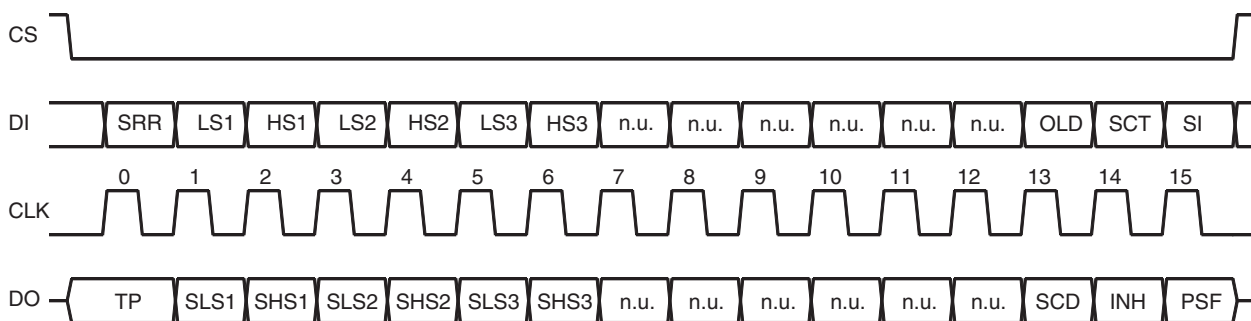 CS
DI SRR LS1 HS1 LS2 HS2 LS3 HS3 n.u. n.u. n.u. n.u. n.u. n.u. OLD SCT SI
0 1 2 3 4 5 6 7 8 9 10 11 12 13 14 15
CLK
DO TP SLS1 SHS1 SLS2 SHS2 SLS3 SHS3 n.u. n.u. n.u. n.u. n.u. n.u. SCD INH PSF